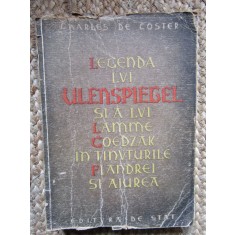 CHARLES DE COSTER
LEGENDA
LUI
ULENSPIEGEL
ȘI A LUI
LAMME
GOEDZAK
ÎN ȚINUTURILE
FLANDREI
ȘI AIUREA
EDITURA DE STAT